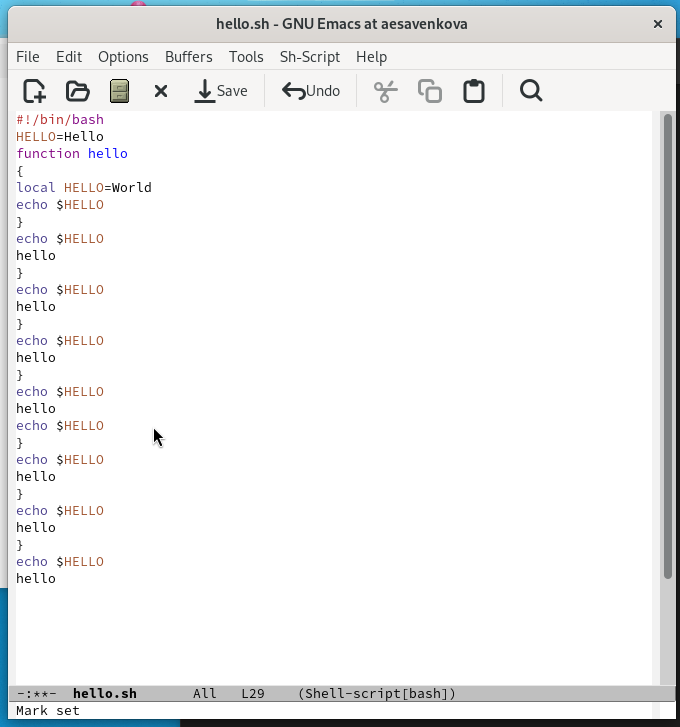 hello.sh - GNU Emacs at aesavenkova
File Edit Options Buffers Tools Sh-Script Help
Save Undo
#!/bin/bash
HELLO=Hello
function hello
{
local HELLO=World
echo $HELLO
}
echo $HELLO
hello
}
echo $HELLO
hello
}
echo $HELLO
hello
}
echo $HELLO
hello
echo $HELLO
}
echo $HELLO
hello
}
echo $HELLO
hello
}
echo $HELLO
hello
-:**- hello.sh All L29 (Shell-script[bash])
Mark set